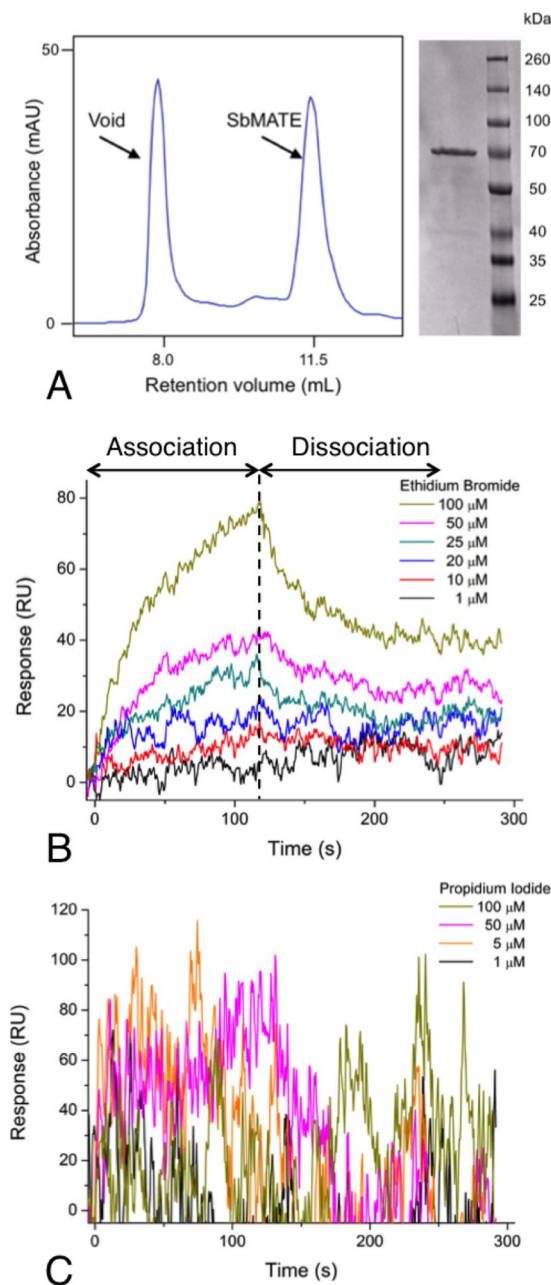 kDa
50
Void
SbMATE
Absorbance (mAU)
0
8.0
11.5
Retention volume (mL)
260
140
100
70
50
40
35
25
A
Association
Dissociation
Ethidium Bromide
100 μM
50 μM
25 μM
20 μM
10 μM
1 μM
80
60
40
20
0
Response (RU)
0
100
200
300
Time (s)
B
Propidium Iodide
100 μM
50 μM
5 μM
1 μM
120
100
80
60
40
20
0
Response (RU)
0
100
200
300
Time (s)
C